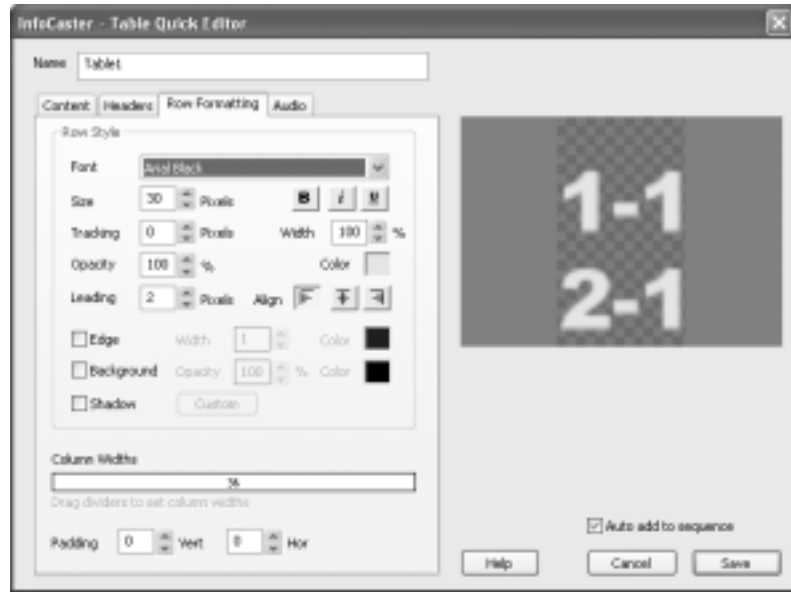 InfoCaster - Table Quick Editor
Name Tablet
Content Headers Row Formatting Audio
Row Style
Font Arial Black
Size 30 Pixels B i U
Tracking 0 Pixels Width 100 %
Opacity 100 % Color
Leading 2 Pixels Align
Edge Width 1 Color
Background Opacity 100 % Color
Shadow Custom
Column Widths
36
Drag dividers to set column widths
Padding 0 Vert 0 Hor
1-1
2-1
Auto add to sequence
Help Cancel Save